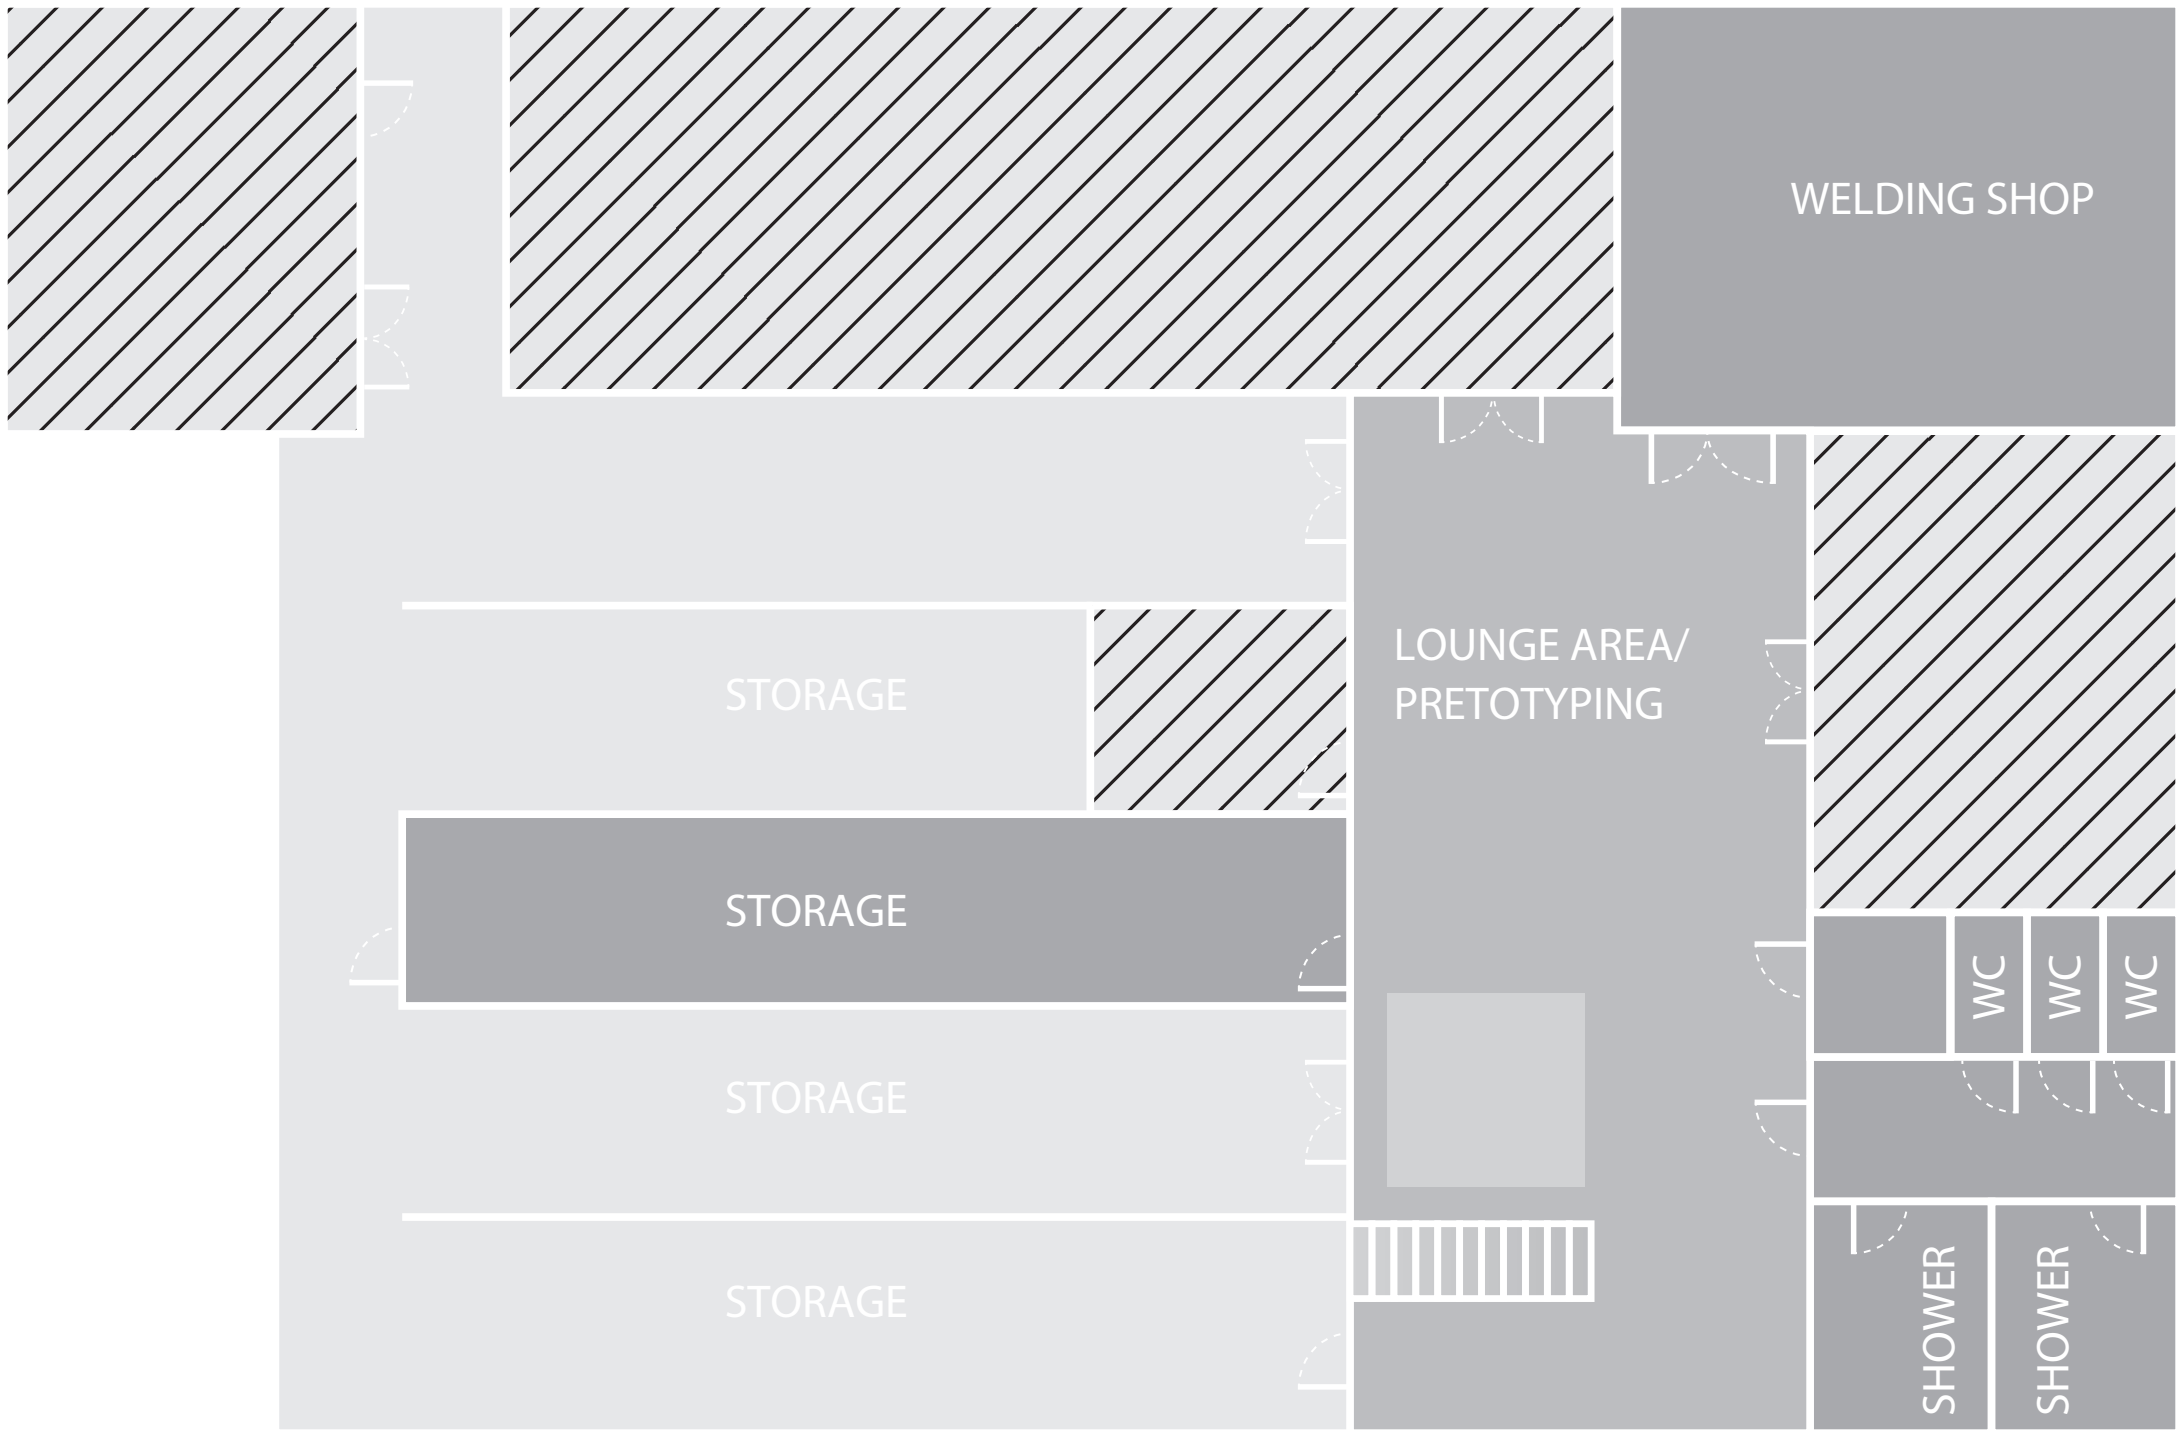 WELDING SHOP
LOUNGE AREA/
PRETOTYPING
STORAGE
STORAGE
WC
WC
WC
STORAGE
STORAGE
SHOWER
SHOWER